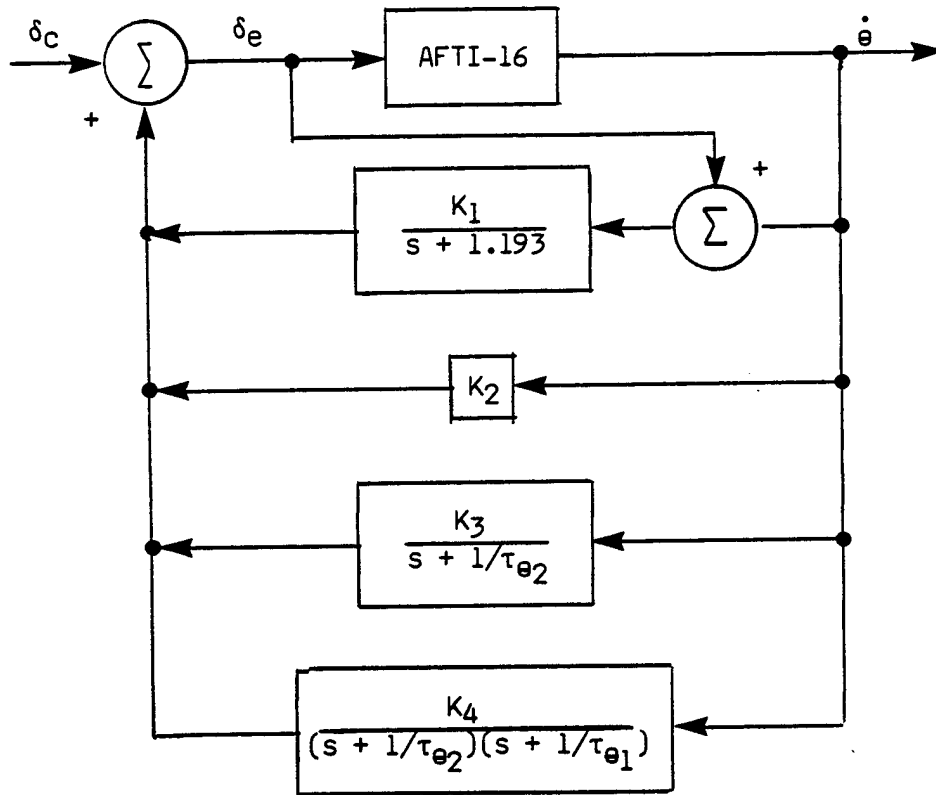 δc
Σ
δe
AFTI-16
θ̇
+
+
K1
s + 1.193
Σ
K2
K3
s + 1/τθ2
K4
(s + 1/τθ2)(s + 1/τθ1)